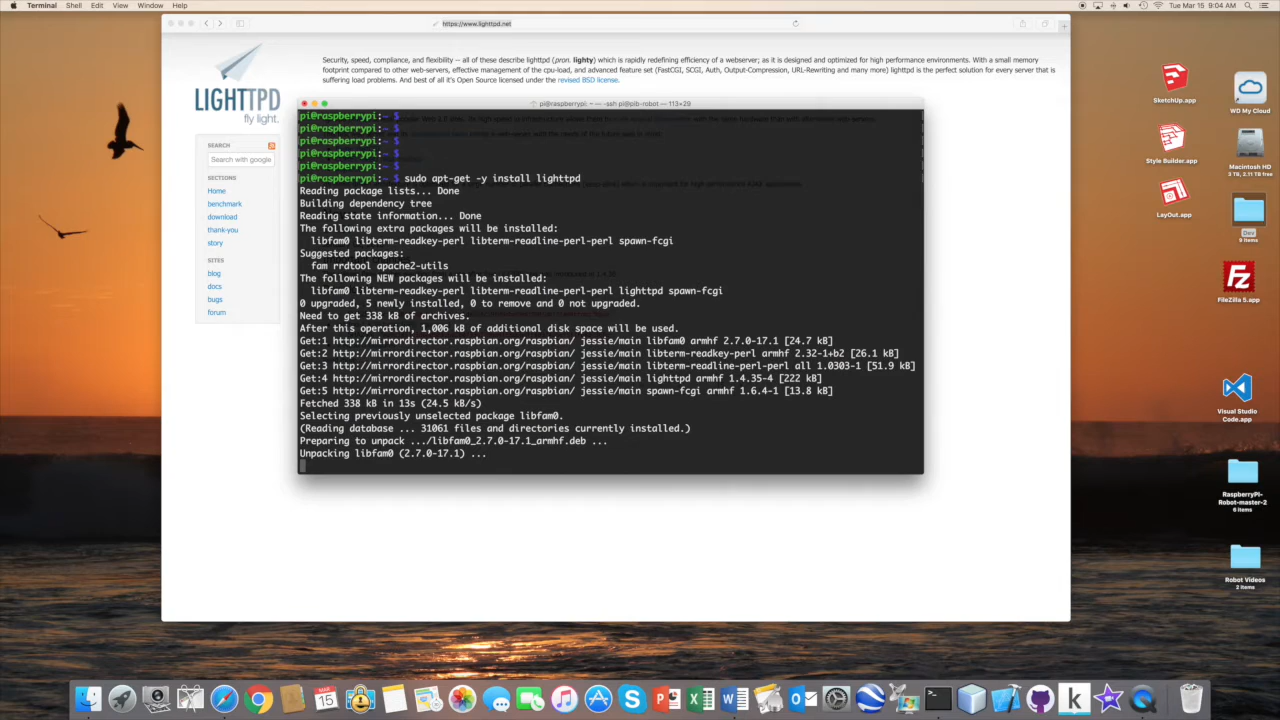 Terminal Shell Edit View Window Help
Tue Mar 15 9:04 AM
https://www.lighttpd.net
LIGHTTPD
fly light.
Security, speed, compliance, and flexibility -- all of these describe lighttpd (pron. lighty) which is rapidly redefining efficiency of a webserver; as it is designed and optimized for high performance environments. With a small memory
footprint compared to other web-servers, effective management of the cpu-load, and advanced feature set (FastCGI, SCGI, Auth, Output-Compression, URL-Rewriting and many more) lighttpd is the perfect solution for every server that is
suffering load problems. And best of all it's Open Source licensed under the revised BSD license.
SEARCH
Search with google
SECTIONS
Home
benchmark
download
thank-you
story
SITES
blog
docs
bugs
forum
pi@raspberrypi: ~ — -ssh pi@pib-robot — 113×29
pi@raspberrypi:~ $
pi@raspberrypi:~ $
pi@raspberrypi:~ $
pi@raspberrypi:~ $
pi@raspberrypi:~ $
pi@raspberrypi:~ $ sudo apt-get -y install lighttpd
Reading package lists... Done
Building dependency tree
Reading state information... Done
The following extra packages will be installed:
libfam0 libterm-readkey-perl libterm-readline-perl-perl spawn-fcgi
Suggested packages:
fam rrdtool apache2-utils
The following NEW packages will be installed:
libfam0 libterm-readkey-perl libterm-readline-perl-perl lighttpd spawn-fcgi
0 upgraded, 5 newly installed, 0 to remove and 0 not upgraded.
Need to get 338 kB of archives.
After this operation, 1,006 kB of additional disk space will be used.
Get:1 http://mirrordirector.raspbian.org/raspbian/ jessie/main libfam0 armhf 2.7.0-17.1 [24.7 kB]
Get:2 http://mirrordirector.raspbian.org/raspbian/ jessie/main libterm-readkey-perl armhf 2.32-1+b2 [26.1 kB]
Get:3 http://mirrordirector.raspbian.org/raspbian/ jessie/main libterm-readline-perl-perl all 1.0303-1 [51.9 kB]
Get:4 http://mirrordirector.raspbian.org/raspbian/ jessie/main lighttpd armhf 1.4.35-4 [222 kB]
Get:5 http://mirrordirector.raspbian.org/raspbian/ jessie/main spawn-fcgi armhf 1.6.4-1 [13.8 kB]
Fetched 338 kB in 13s (24.5 kB/s)
Selecting previously unselected package libfam0.
(Reading database ... 31061 files and directories currently installed.)
Preparing to unpack .../libfam0_2.7.0-17.1_armhf.deb ...
Unpacking libfam0 (2.7.0-17.1) ...
SketchUp.app
WD My Cloud
Style Builder.app
Macintosh HD
3 TB, 2.11 TB free
LayOut.app
Dev
9 items
FileZilla 5.app
Visual Studio
Code.app
RaspberryPi-
Robot-master-2
6 items
Robot Videos
2 items
MAR
15